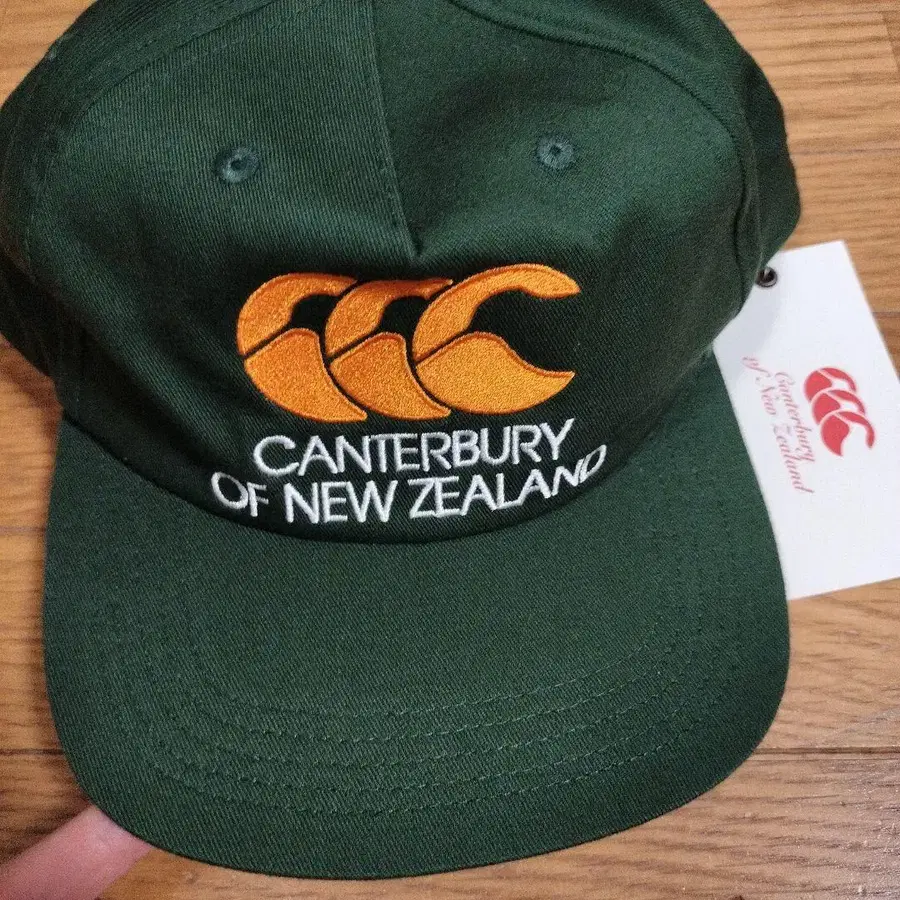 CANTERBURY
OF NEW ZEALAND
Canterbury
of New Zealand